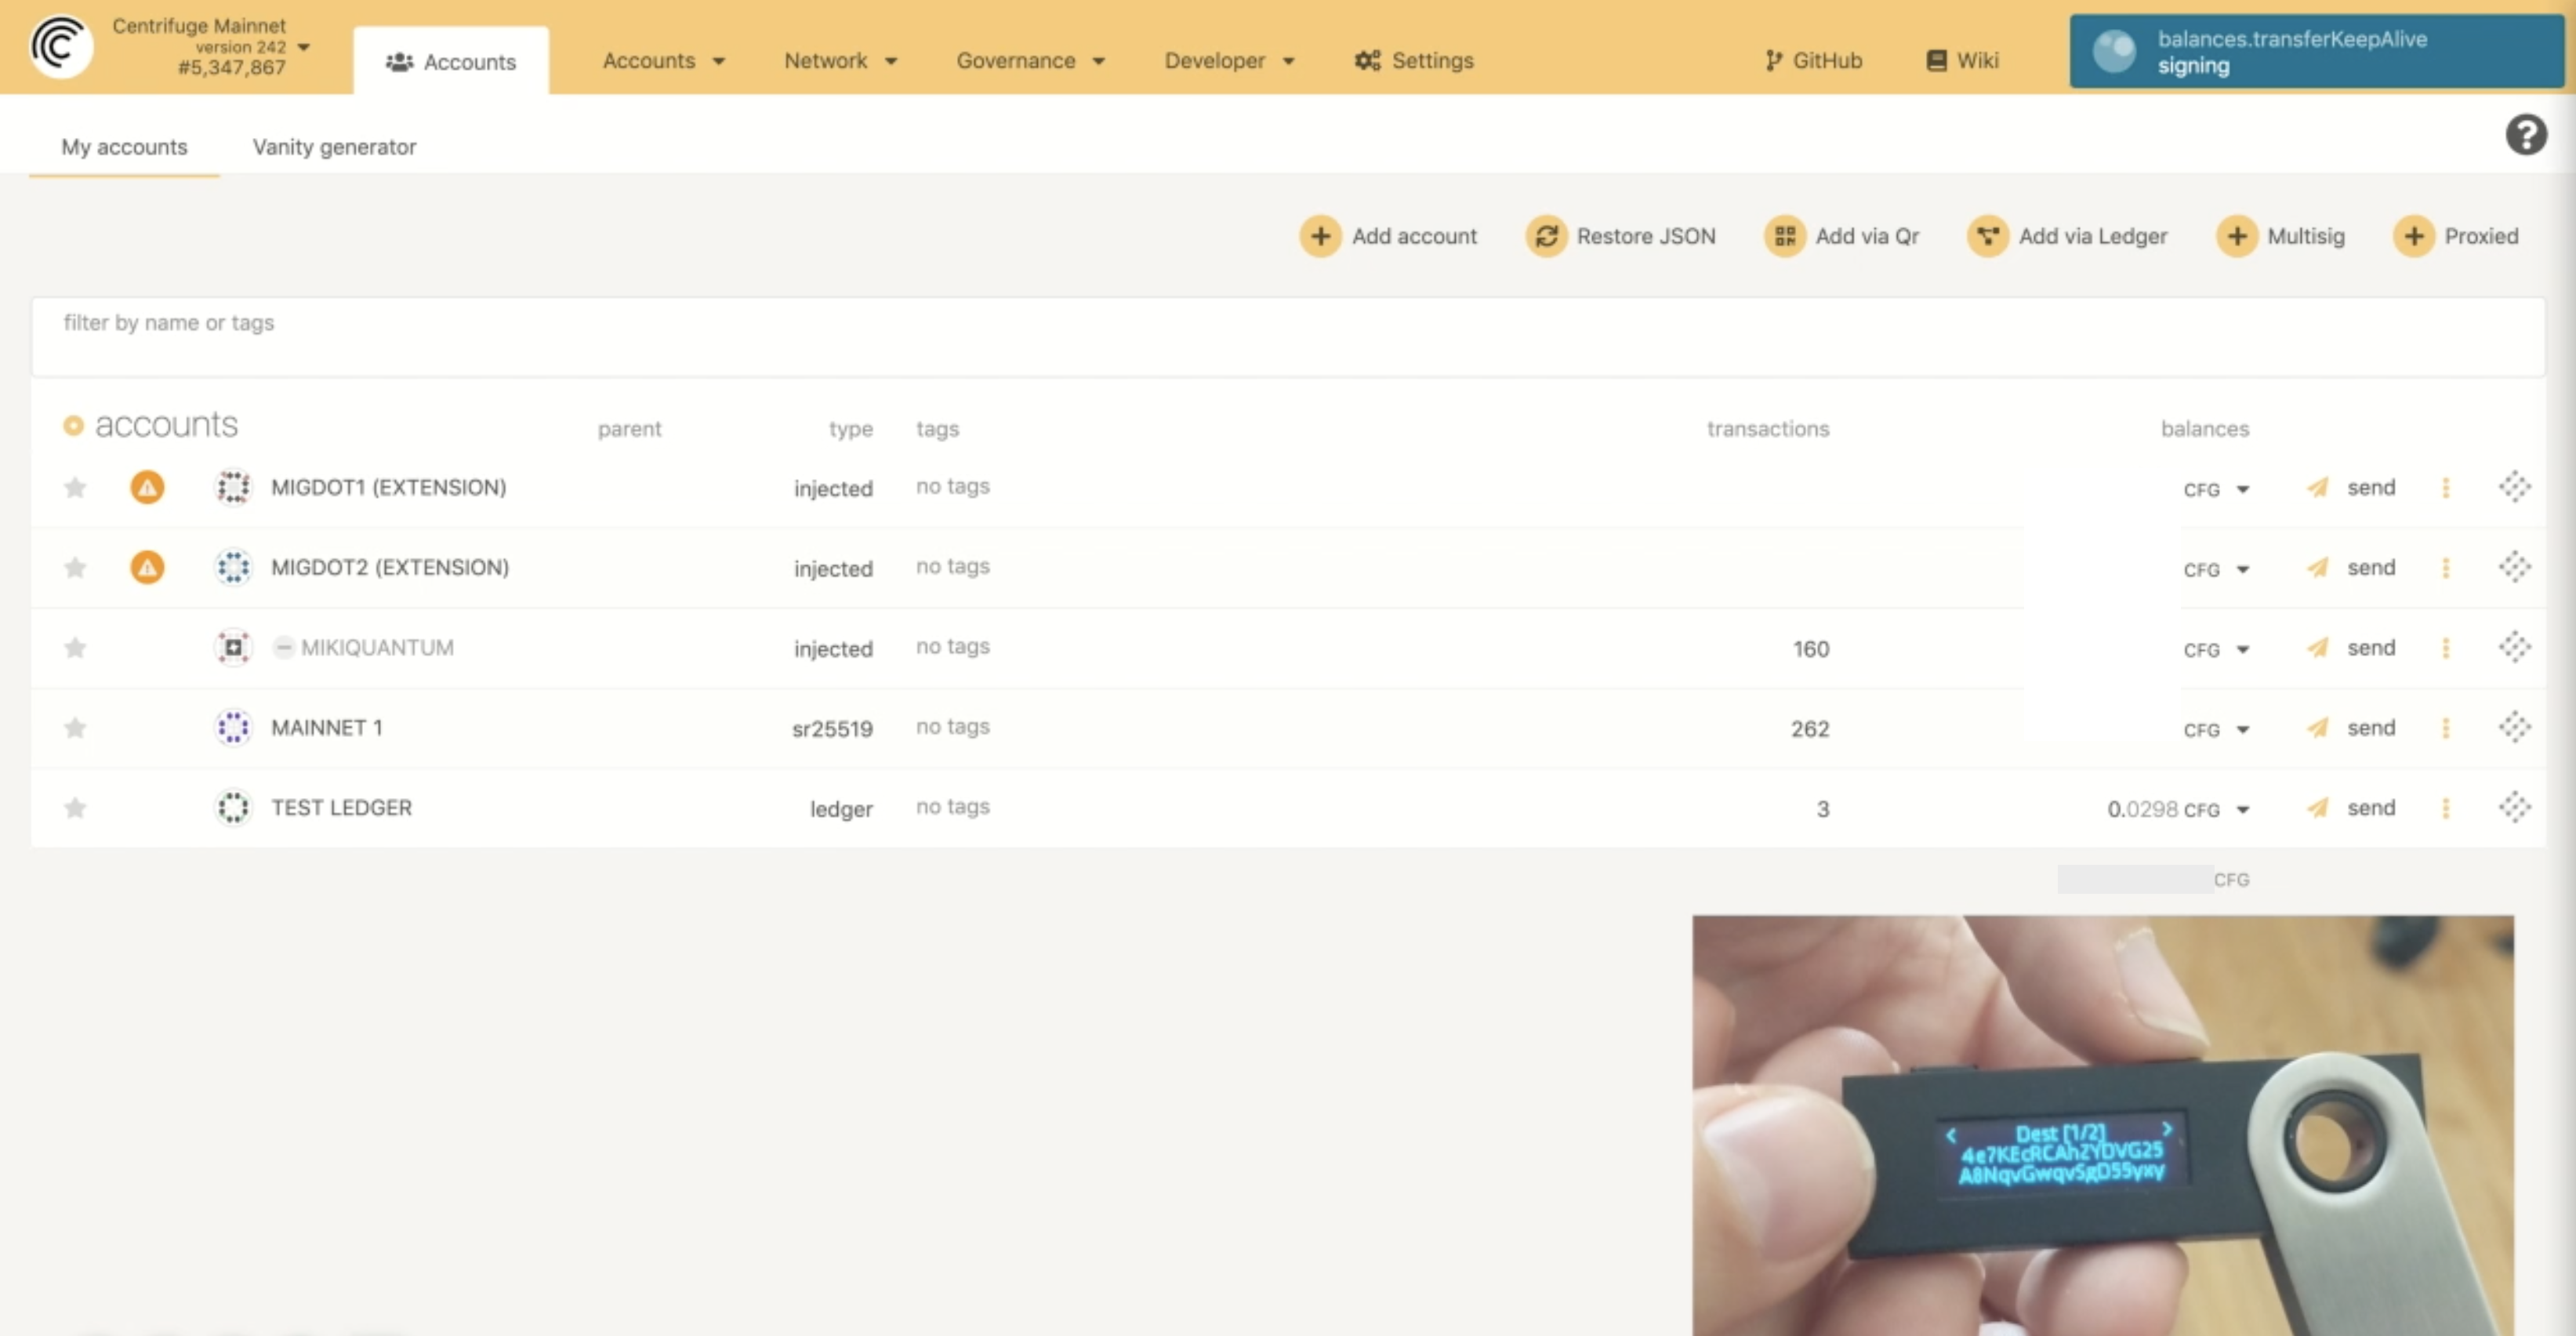 Centrifuge Mainnet
version 242
#5,347,867
Accounts
Accounts
Network
Governance
Developer
Settings
GitHub
Wiki
balances.transferKeepAlive
signing
My accounts
Vanity generator
Add account
Restore JSON
Add via Qr
Add via Ledger
Multisig
Proxied
filter by name or tags
accounts parent type tags transactions balances
MIGDOT1 (EXTENSION) injected no tags CFG send
MIGDOT2 (EXTENSION) injected no tags CFG send
MIKIQUANTUM injected no tags 160 CFG send
MAINNET 1 sr25519 no tags 262 CFG send
TEST LEDGER ledger no tags 3 0.0298 CFG send
CFG
Dest [1/2]
4e7KEcRCAhZYDVG25
A8NqvGwqvSgD55yxy